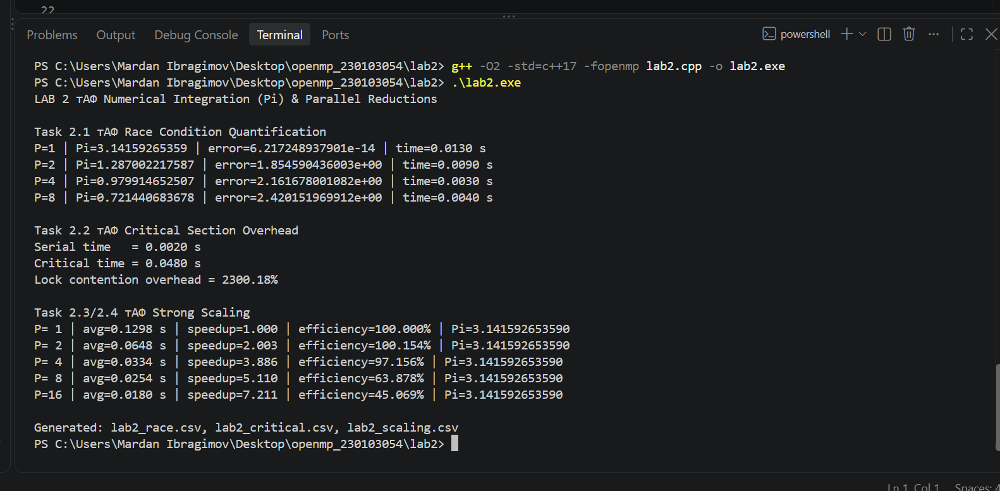 22
Problems Output Debug Console Terminal Ports powershell
PS C:\Users\Mardan Ibragimov\Desktop\openmp_230103054\lab2> g++ -O2 -std=c++17 -fopenmp lab2.cpp -o lab2.exe
PS C:\Users\Mardan Ibragimov\Desktop\openmp_230103054\lab2> .\lab2.exe
LAB 2 тАФ Numerical Integration (Pi) & Parallel Reductions
Task 2.1 тАФ Race Condition Quantification
P=1 | Pi=3.14159265359 | error=6.217248937901e-14 | time=0.0130 s
P=2 | Pi=1.287002217587 | error=1.854590436003e+00 | time=0.0090 s
P=4 | Pi=0.979914652507 | error=2.161678001082e+00 | time=0.0030 s
P=8 | Pi=0.721440683678 | error=2.420151969912e+00 | time=0.0040 s
Task 2.2 тАФ Critical Section Overhead
Serial time   = 0.0020 s
Critical time = 0.0480 s
Lock contention overhead = 2300.18%
Task 2.3/2.4 тАФ Strong Scaling
P= 1 | avg=0.1298 s | speedup=1.000 | efficiency=100.000% | Pi=3.141592653590
P= 2 | avg=0.0648 s | speedup=2.003 | efficiency=100.154% | Pi=3.141592653590
P= 4 | avg=0.0334 s | speedup=3.886 | efficiency=97.156% | Pi=3.141592653590
P= 8 | avg=0.0254 s | speedup=5.110 | efficiency=63.878% | Pi=3.141592653590
P=16 | avg=0.0180 s | speedup=7.211 | efficiency=45.069% | Pi=3.141592653590
Generated: lab2_race.csv, lab2_critical.csv, lab2_scaling.csv
PS C:\Users\Mardan Ibragimov\Desktop\openmp_230103054\lab2>
Ln 1, Col 1 Spaces: 4